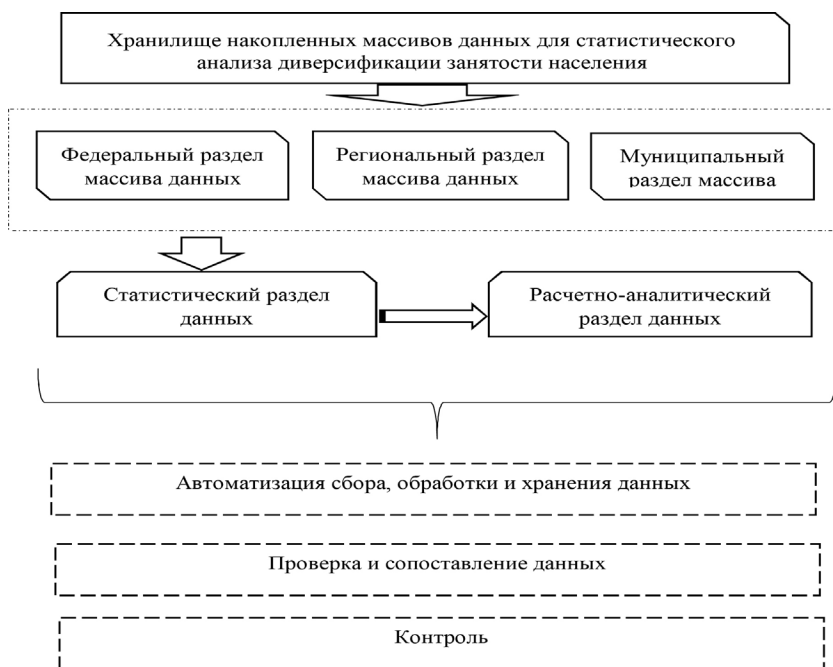 Хранилище накопленных массивов данных для статистического
анализа диверсификации занятости населения
Федеральный раздел
массива данных
Региональный раздел
массива данных
Муниципальный
раздел массива
Статистический раздел
данных
Расчетно-аналитический
раздел данных
Автоматизация сбора, обработки и хранения данных
Проверка и сопоставление данных
Контроль